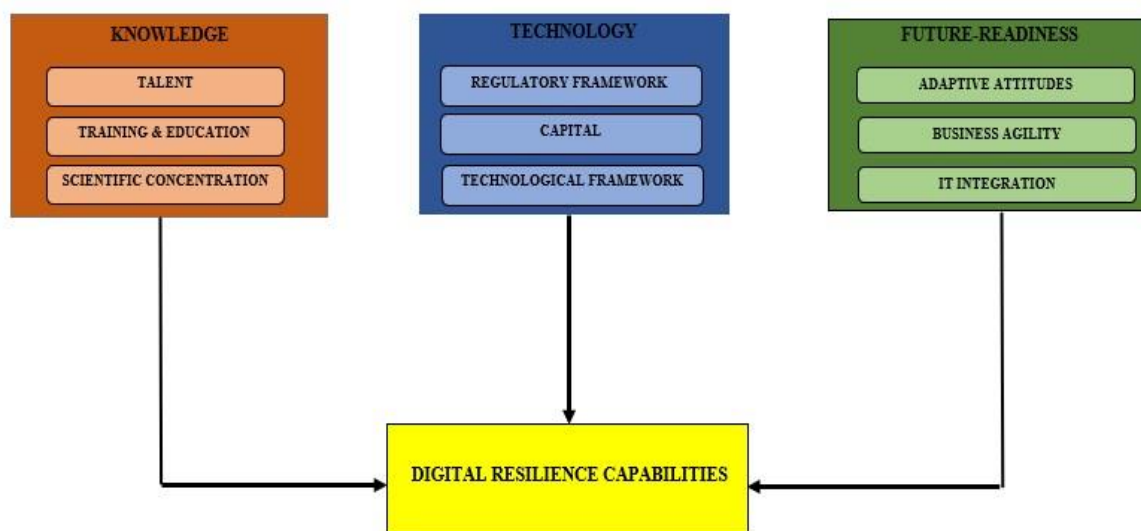 KNOWLEDGE
TALENT
TRAINING & EDUCATION
SCIENTIFIC CONCENTRATION
TECHNOLOGY
REGULATORY FRAMEWORK
CAPITAL
TECHNOLOGICAL FRAMEWORK
FUTURE-READINESS
ADAPTIVE ATTITUDES
BUSINESS AGILITY
IT INTEGRATION
DIGITAL RESILIENCE CAPABILITIES